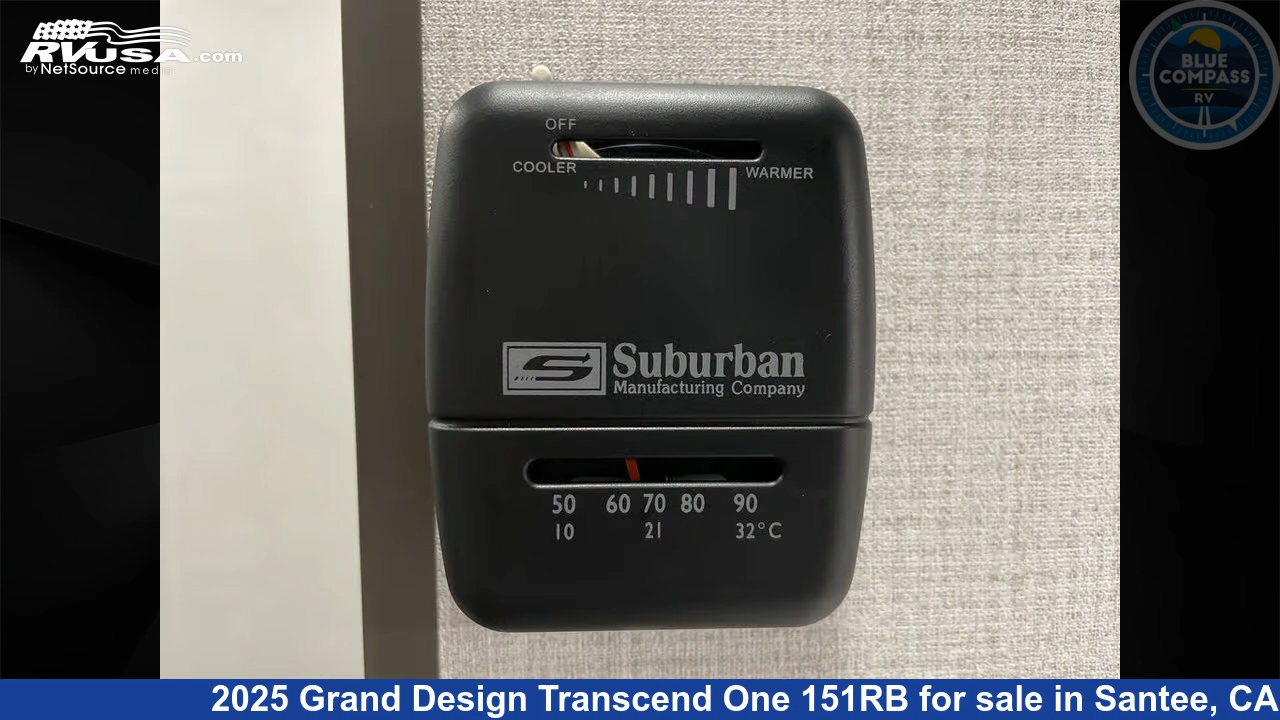 RVUSA.com
by NetSource media
BLUE
COMPASS
RV
OFF
COOLER
WARMER
S Suburban
Manufacturing Company
50 60 70 80 90
10 21 32°C
2025 Grand Design Transcend One 151RB for sale in Santee, CA